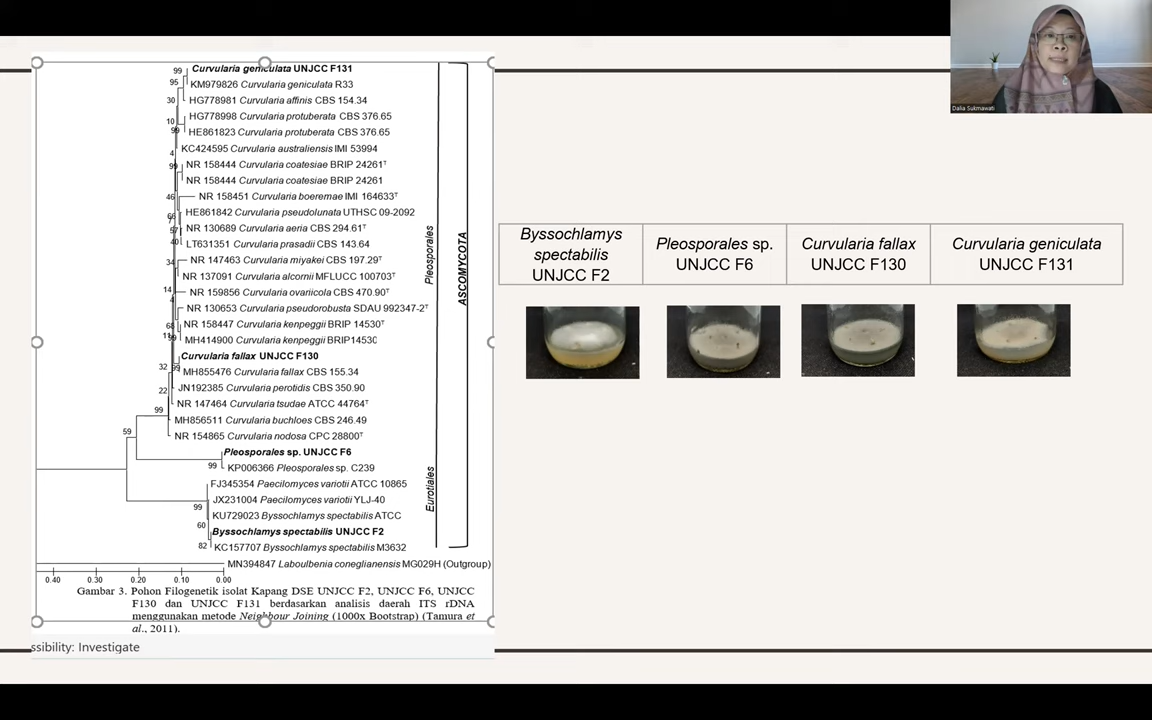 Curvularia geniculata UNJCC F131
KM979826 Curvularia geniculata R33
HG778981 Curvularia affinis CBS 154.34
HG778998 Curvularia protuberata CBS 376.65
HE861823 Curvularia protuberata CBS 376.65
KC424595 Curvularia australiensis IMI 53994
NR 158444 Curvularia coatesiae BRIP 24261ᵀ
NR 158444 Curvularia coatesiae BRIP 24261
NR 158451 Curvularia boeremae IMI 164633ᵀ
HE861842 Curvularia pseudolunata UTHSC 09-2092
NR 130689 Curvularia aeria CBS 294.61ᵀ
LT631351 Curvularia prasadii CBS 143.64
NR 147463 Curvularia miyakei CBS 197.29ᵀ
NR 137091 Curvularia alcornii MFLUCC 100703ᵀ
NR 159856 Curvularia ovariicola CBS 470.90ᵀ
NR 130653 Curvularia pseudorobusta SDAU 992347-2ᵀ
NR 158447 Curvularia kenpeggii BRIP 14530ᵀ
MH414900 Curvularia kenpeggii BRIP1453C
Curvularia fallax UNJCC F130
MH855476 Curvularia fallax CBS 155.34
JN192385 Curvularia perotidis CBS 350.90
NR 147464 Curvularia tsudae ATCC 44764ᵀ
MH856511 Curvularia buchloes CBS 246.49
NR 154865 Curvularia nodosa CPC 28800ᵀ
Pleosporales sp. UNJCC F6
KP006366 Pleosporales sp. C239
FJ345354 Paecilomyces variotii ATCC 10865
JX231004 Paecilomyces variotii YLJ-40
KU729023 Byssochlamys spectabilis ATCC
Byssochlamys spectabilis UNJCC F2
KC157707 Byssochlamys spectabilis M3632
MN394847 Laboulbenia coneglianensis MG029H (Outgroup)
99
95
30
10
99
4
46
34
14
4
32
22
99
59
99
99
60
82
Pleosporales
Eurotiales
ASCOMYCOTA
0.40 0.30 0.20 0.10 0.00
Gambar 3. Pohon Filogenetik isolat Kapang DSE UNJCC F2, UNJCC F6, UNJCC
F130 dan UNJCC F131 berdasarkan analisis daerah ITS rDNA
menggunakan metode Neighbour Joining (1000x Bootstrap) (Tamura et
al., 2011).
ssibility: Investigate
Byssochlamys
spectabilis
UNJCC F2
Pleosporales sp.
UNJCC F6
Curvularia fallax
UNJCC F130
Curvularia geniculata
UNJCC F131
Dalia Sukmawati